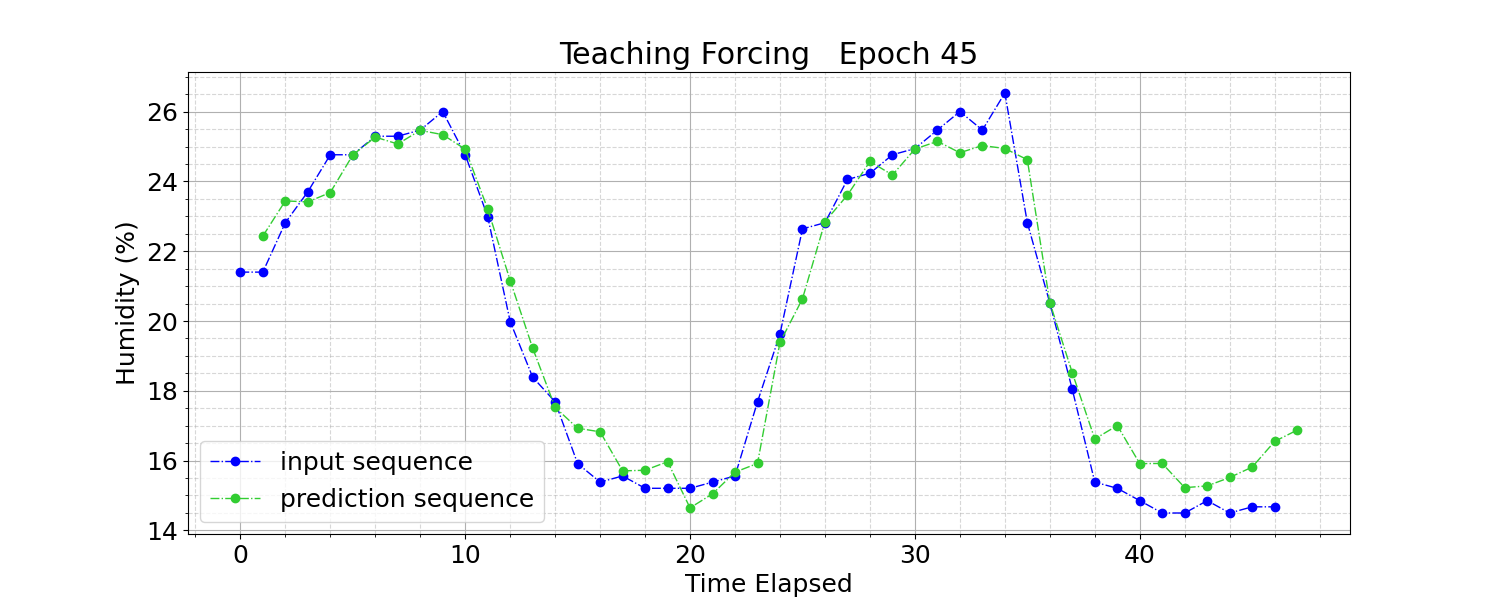 Teaching Forcing   Epoch 45
Humidity (%)
26
24
22
20
18
16
14
input sequence
prediction sequence
0 10 20 30 40
Time Elapsed